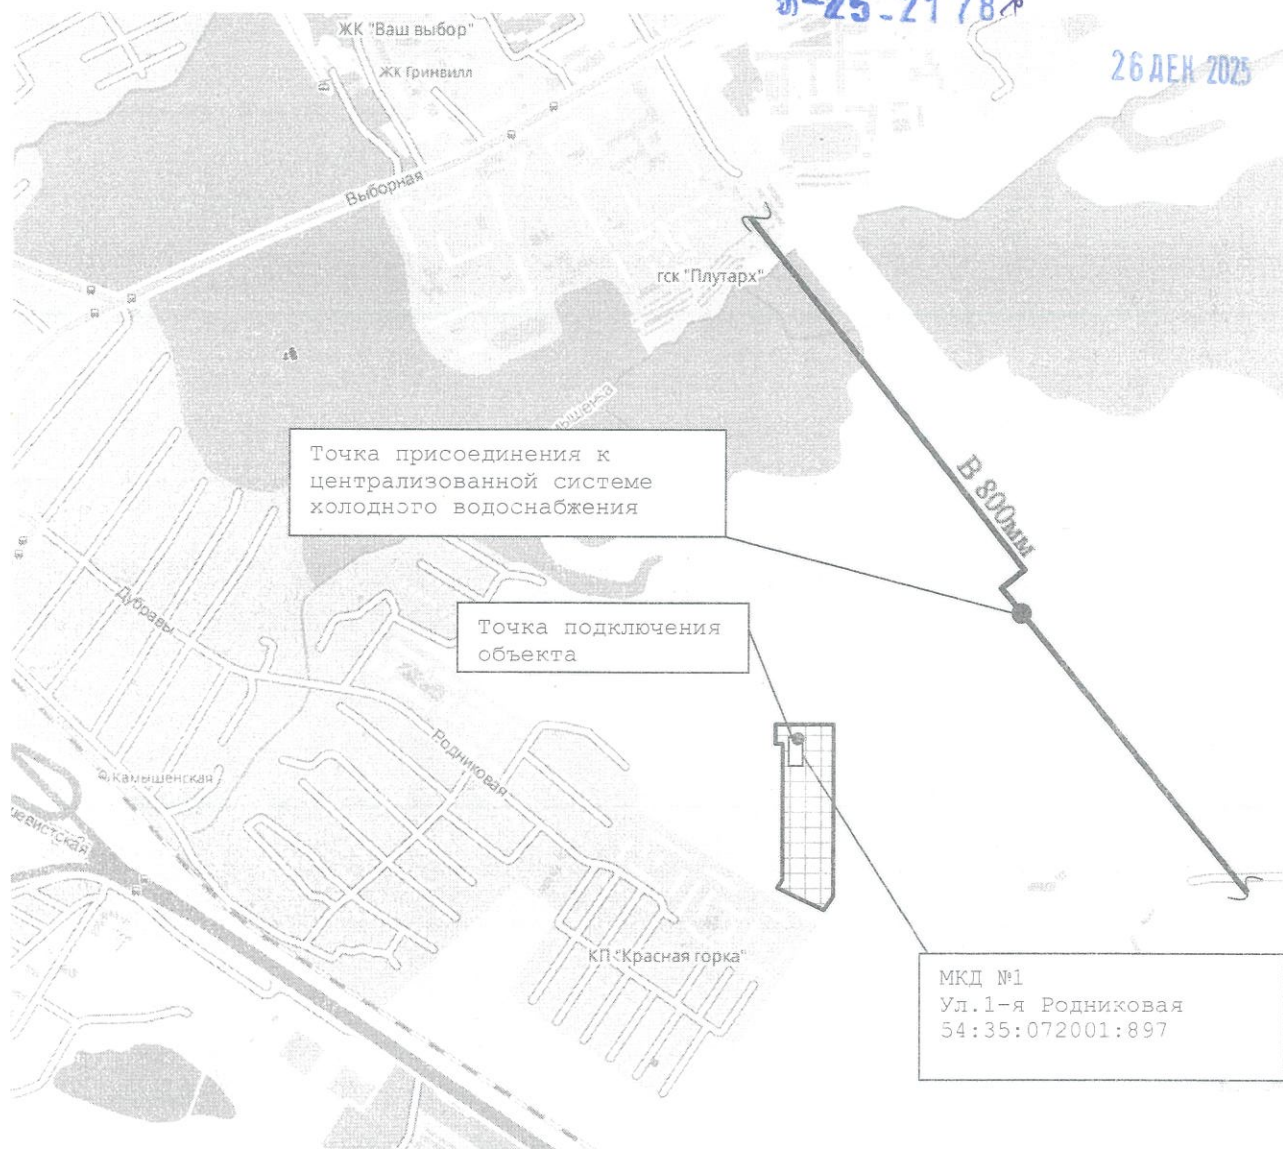 26 ДЕК 2025
ЖК "Ваш выбор"
ЖК Гринвилл
Выборная
гск "Плутарх"
Точка присоединения к
централизованной системе
холодного водоснабжения
В 800мм
Дубравы
Точка подключения
объекта
Родниковая
Камышенская
КП "Красная горка"
МКД №1
Ул.1-я Родниковая
54:35:072001:897